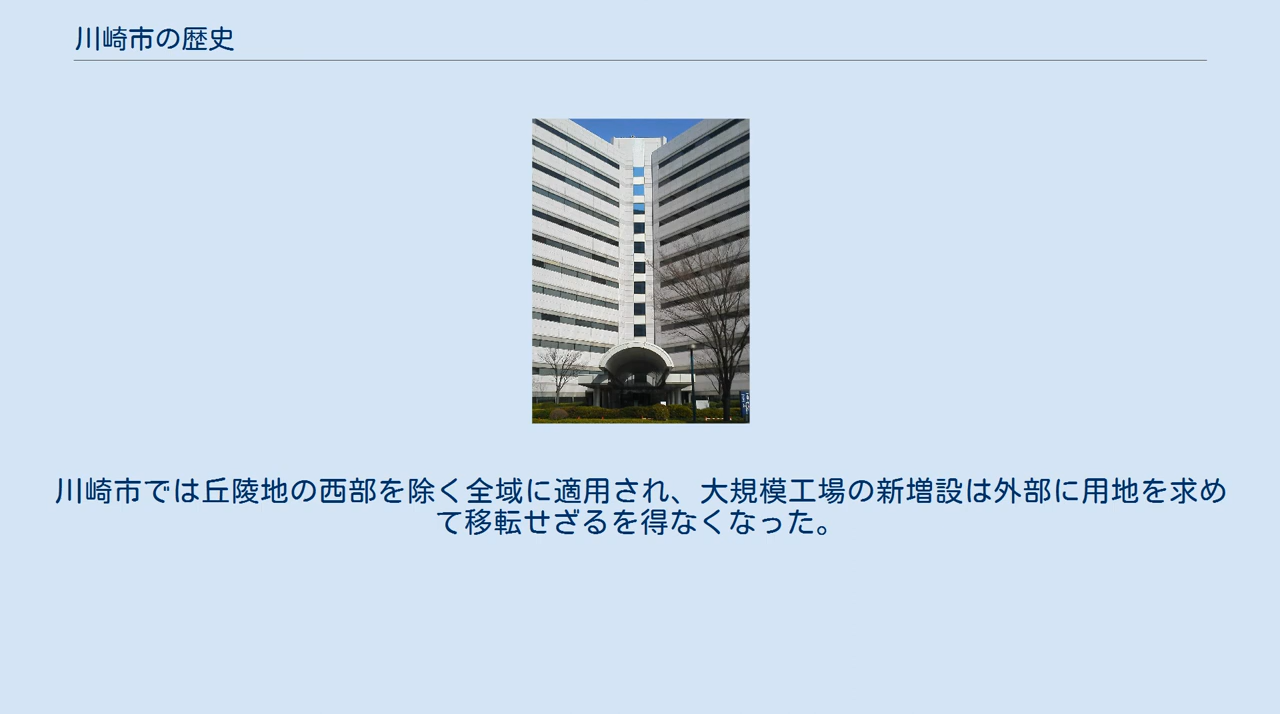 川崎市の歴史
川崎市では丘陵地の西部を除く全域に適用され、大規模工場の新増設は外部に用地を求め
て移転せざるを得なくなった。